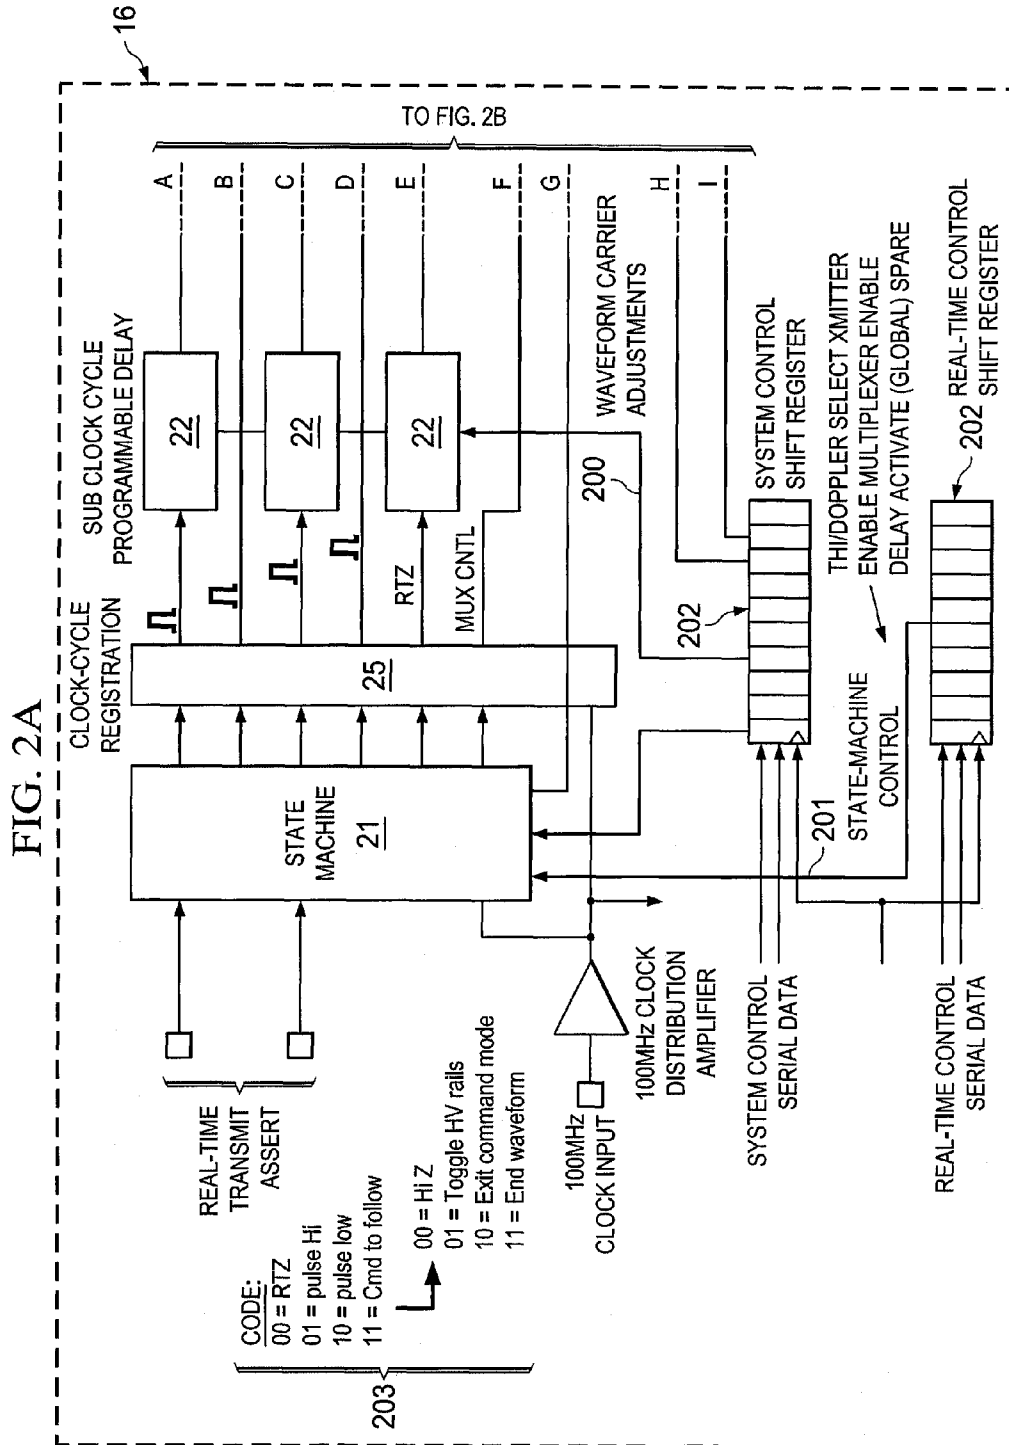 FIG. 2A
16
CLOCK-CYCLE
REGISTRATION
SUB CLOCK CYCLE
PROGRAMMABLE DELAY
REAL-TIME
TRANSMIT
ASSERT
STATE
MACHINE
21
25
22
22
22
RTZ
MUX CNTL
A
B
C
D
E
F
G
H
I
TO FIG. 2B
CODE:
00 = RTZ
01 = pulse Hi
10 = pulse low
11 = Cmd to follow
00 = Hi Z
01 = Toggle HV rails
10 = Exit command mode
11 = End waveform
203
100MHz
CLOCK INPUT
100MHz CLOCK
DISTRIBUTION
AMPLIFIER
200
WAVEFORM CARRIER
ADJUSTMENTS
SYSTEM CONTROL
SERIAL DATA
202
SYSTEM CONTROL
SHIFT REGISTER
201
STATE-MACHINE
CONTROL
THI/DOPPLER SELECT XMITTER
ENABLE MULTIPLEXER ENABLE
DELAY ACTIVATE (GLOBAL) SPARE
REAL-TIME CONTROL
SERIAL DATA
202
REAL-TIME CONTROL
SHIFT REGISTER